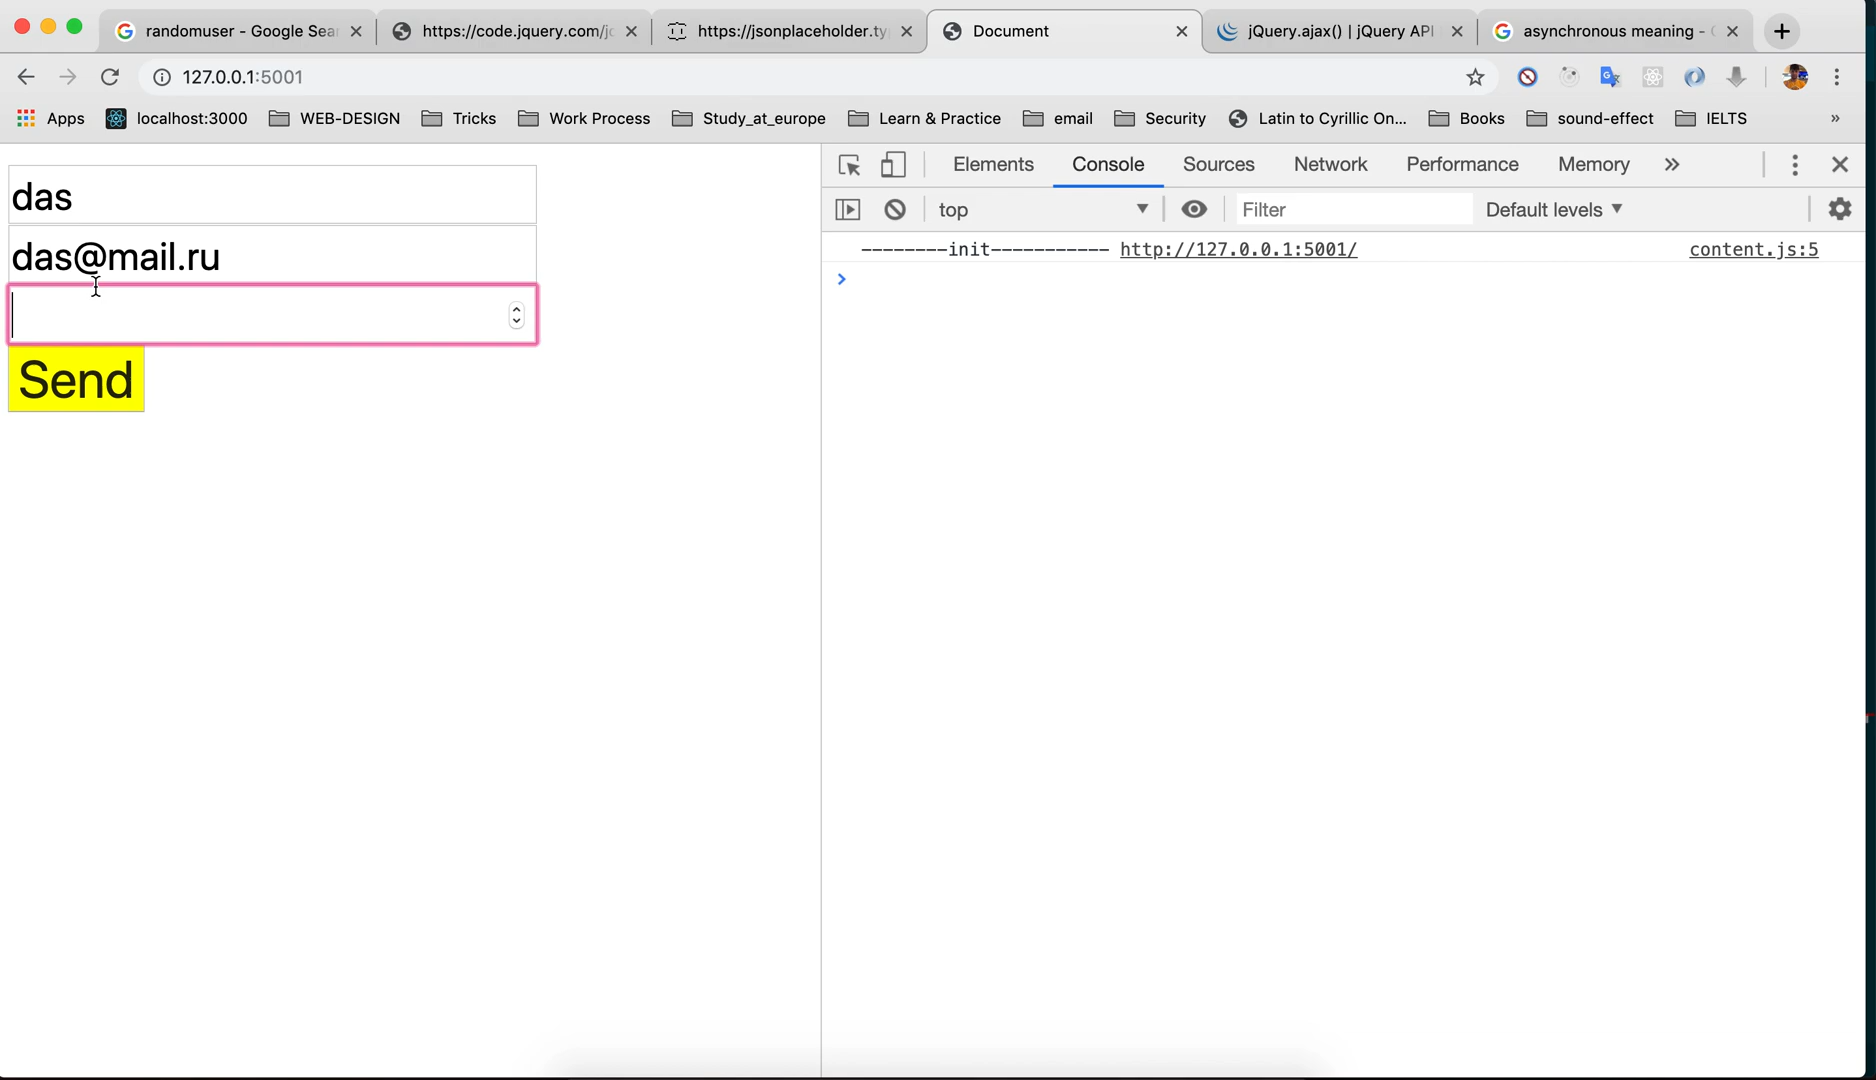 randomuser - Google Sea
https://code.jquery.com/jc
https://jsonplaceholder.ty
Document
jQuery.ajax() | jQuery API
asynchronous meaning -
127.0.0.1:5001
Apps
localhost:3000
WEB-DESIGN
Tricks
Work Process
Study_at_europe
Learn & Practice
email
Security
Latin to Cyrillic On...
Books
sound-effect
IELTS
»
Elements
Console
Sources
Network
Performance
Memory
»
top
Filter
Default levels
--------init----------- http://127.0.0.1:5001/
content.js:5
das
das@mail.ru
Send